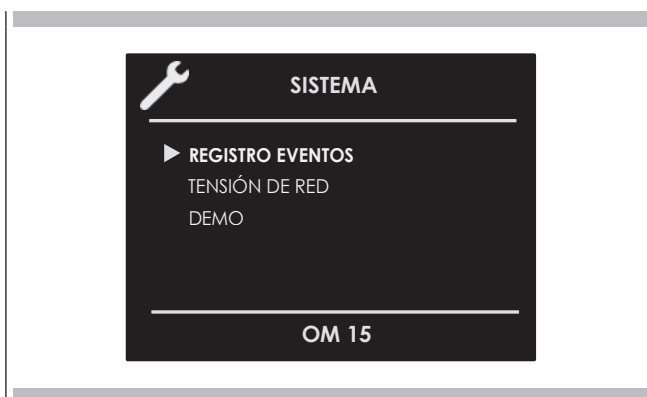 SISTEMA
REGISTRO EVENTOS
TENSIÓN DE RED
DEMO
OM 15